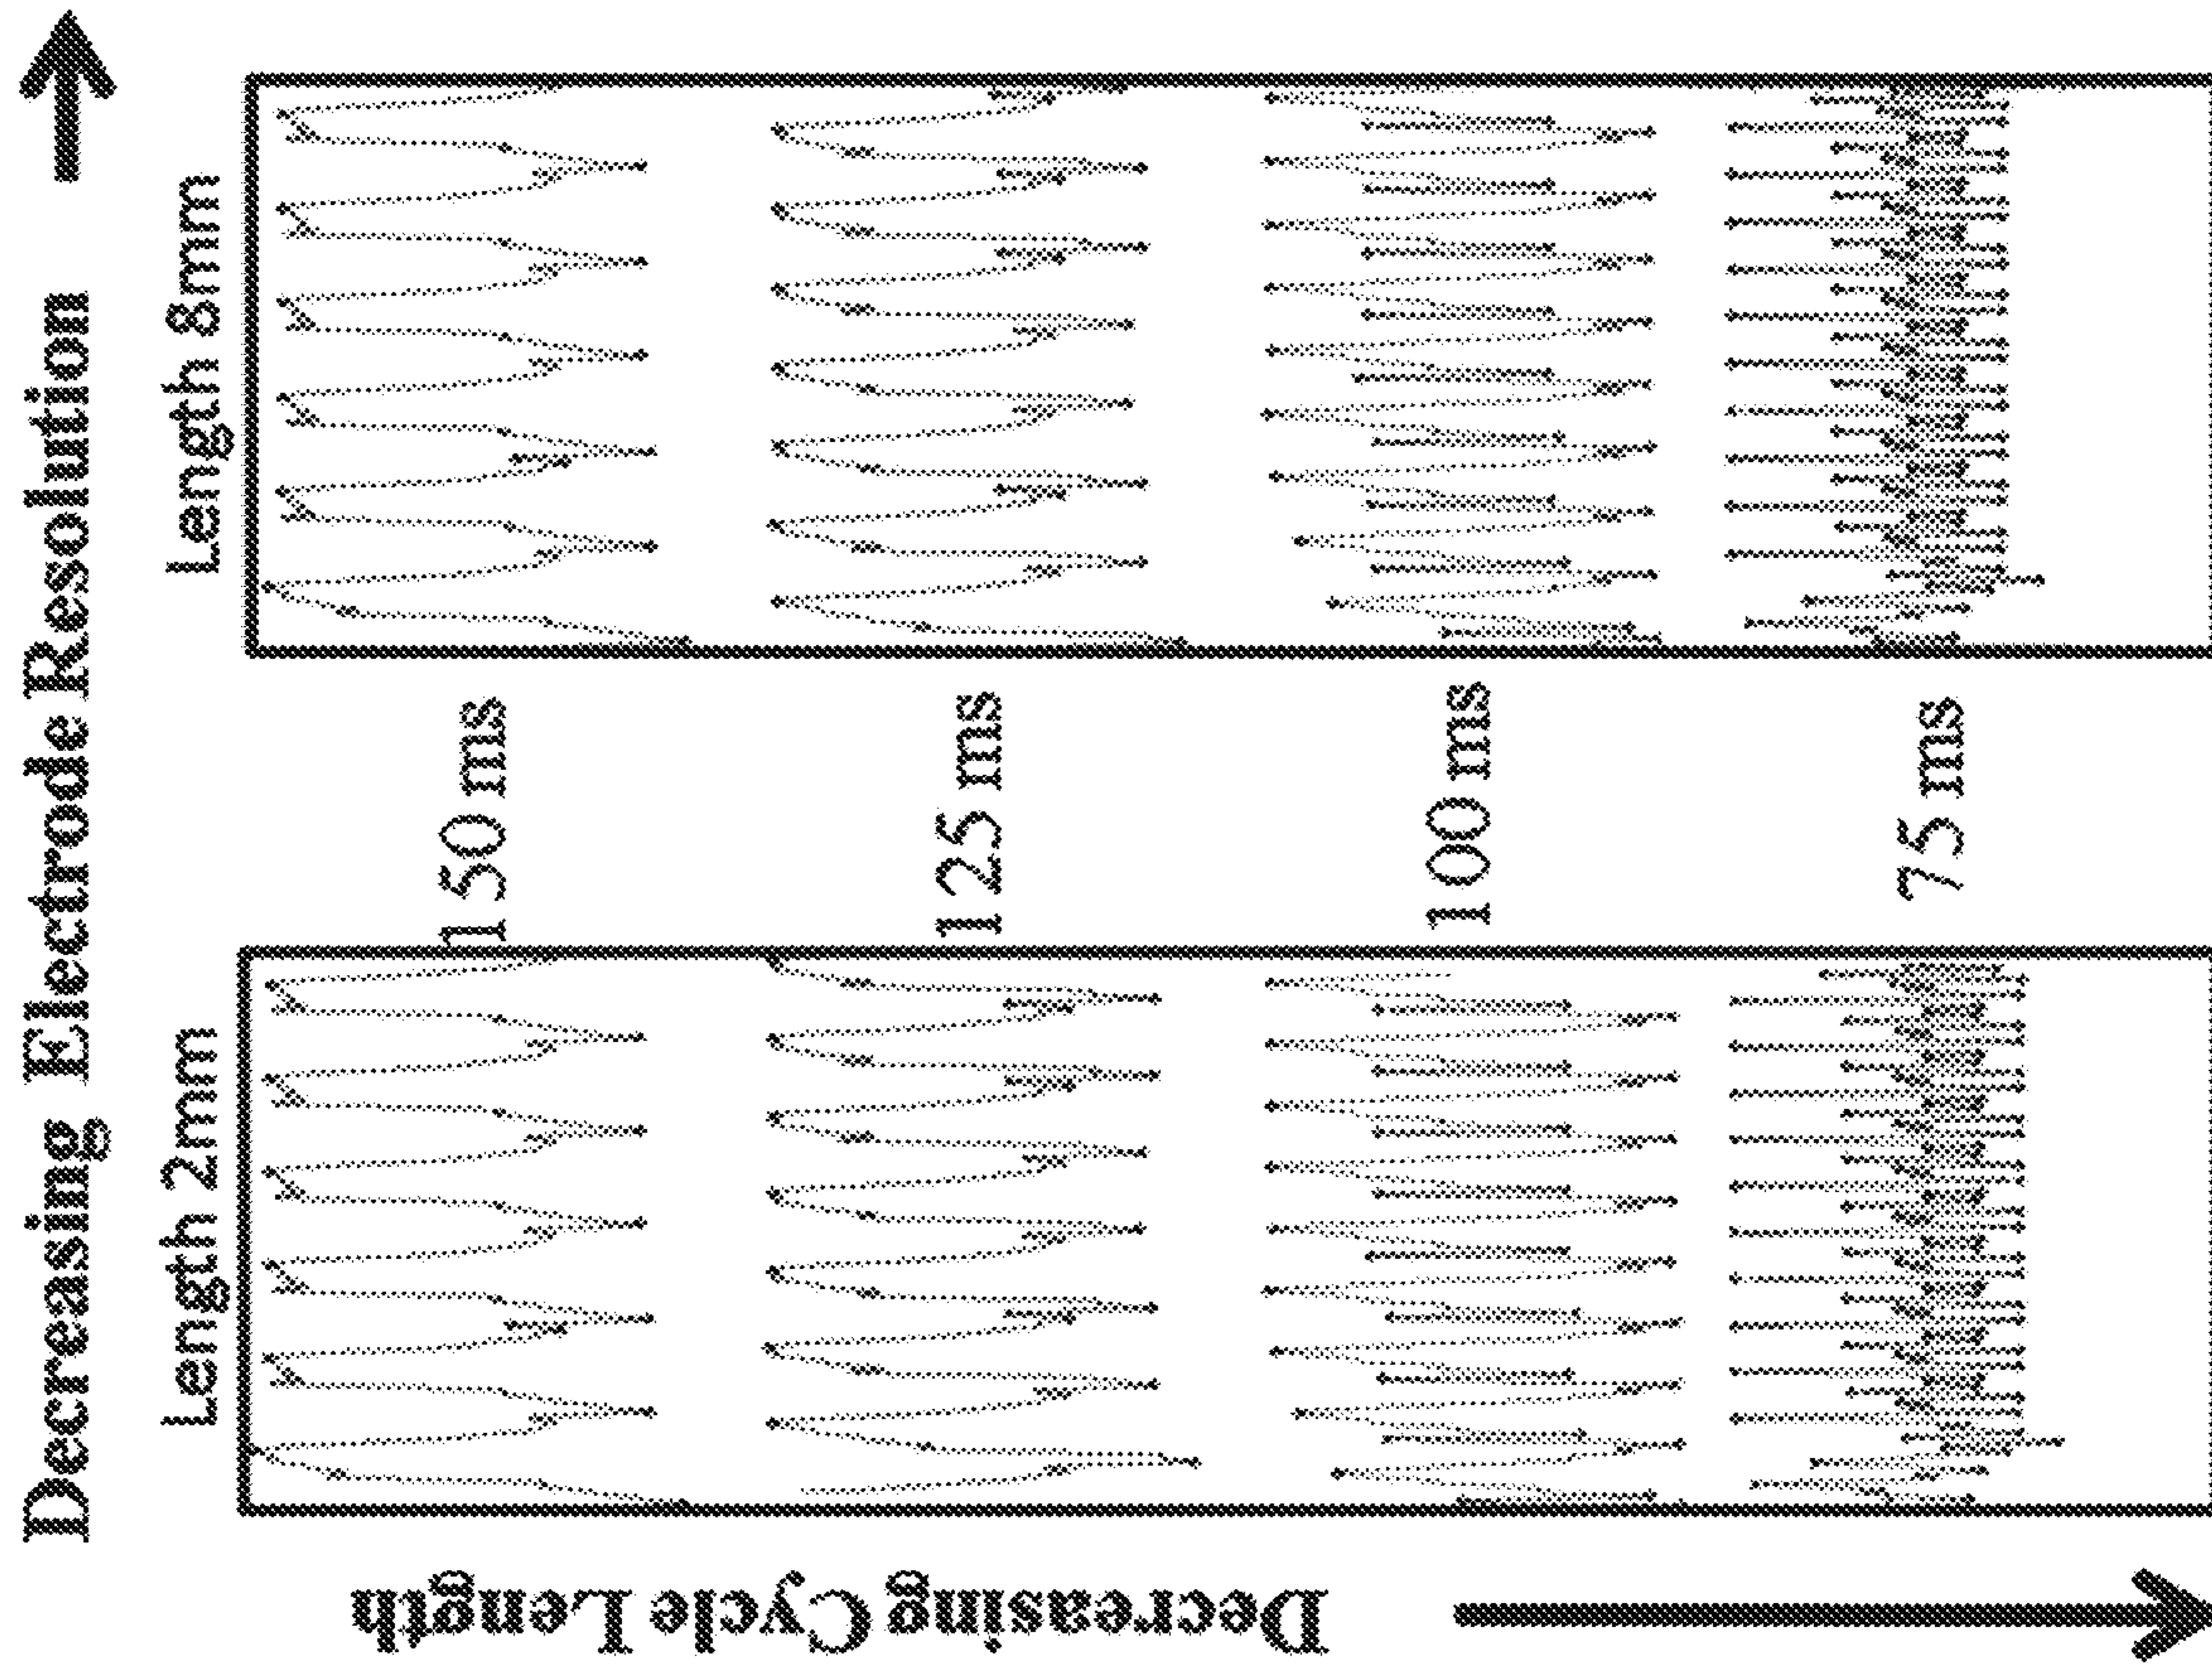 Decreasing Electrode Resolution
Length 2mm
Length 8mm
150 ms
125 ms
100 ms
75 ms
Decreasing Cycle Length